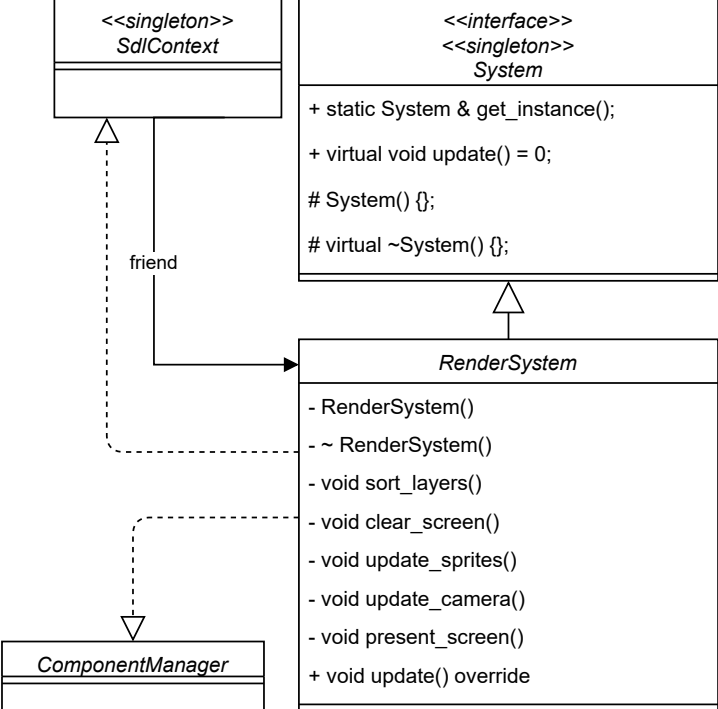 <<singleton>>
SdlContext
<<interface>>
<<singleton>>
System
+ static System & get_instance();
+ virtual void update() = 0;
# System() {};
# virtual ~System() {};
friend
RenderSystem
- RenderSystem()
- ~ RenderSystem()
- void sort_layers()
- void clear_screen()
- void update_sprites()
- void update_camera()
- void present_screen()
+ void update() override
ComponentManager